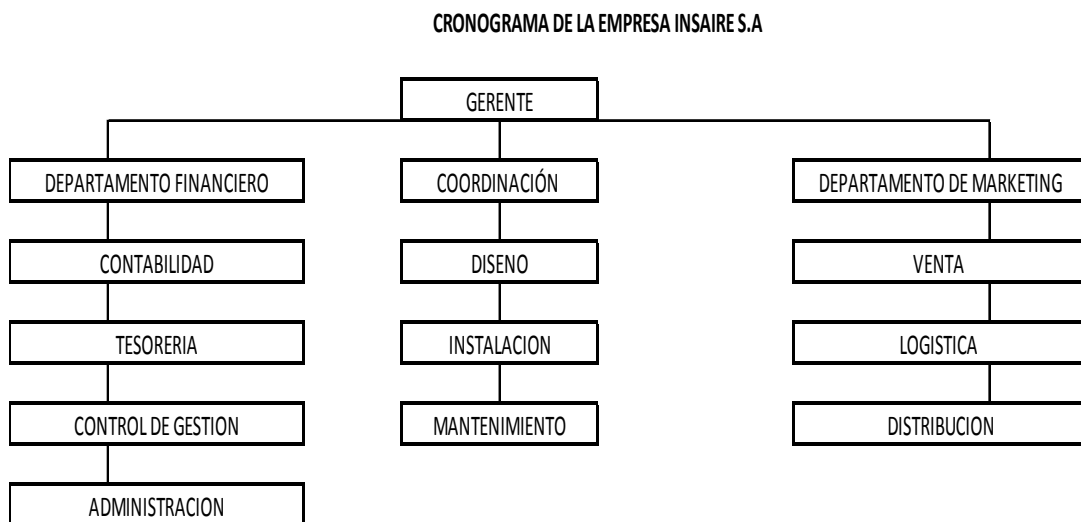 CRONOGRAMA DE LA EMPRESA INSAIRE S.A
GERENTE
DEPARTAMENTO FINANCIERO
COORDINACIÓN
DEPARTAMENTO DE MARKETING
CONTABILIDAD
DISENO
VENTA
TESORERIA
INSTALACION
LOGISTICA
CONTROL DE GESTION
MANTENIMIENTO
DISTRIBUCION
ADMINISTRACION